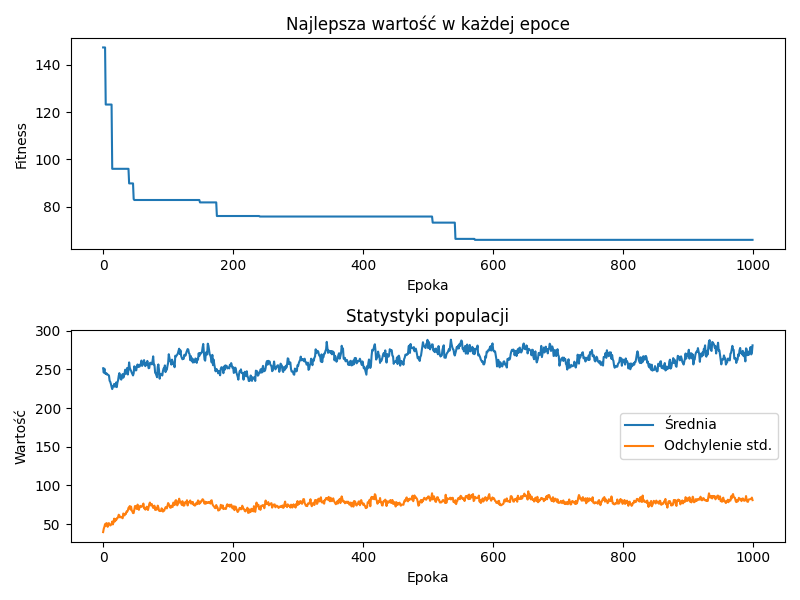 Najlepsza wartość w każdej epoce
140
120
100
80
Fitness
0 200 400 600 800 1000
Epoka
Statystyki populacji
300
250
200
150
100
50
Wartość
Średnia
Odchylenie std.
0 200 400 600 800 1000
Epoka